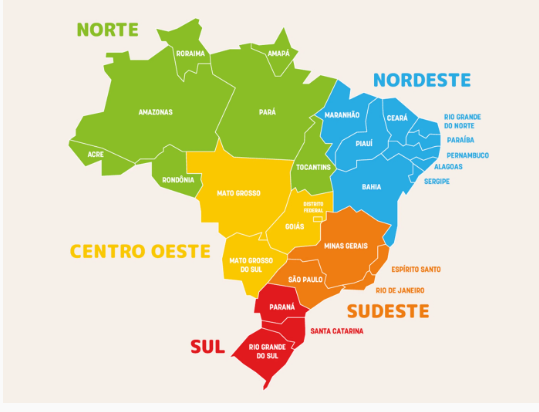 NORTE
RORAIMA
AMAPÁ
AMAZONAS
PARÁ
ACRE
RONDÔNIA
TOCANTINS
NORDESTE
MARANHÃO
CEARÁ
RIO GRANDE
DO NORTE
PIAUÍ
PARAÍBA
PERNAMBUCO
ALAGOAS
SERGIPE
BAHIA
MATO GROSSO
DISTRITO
FEDERAL
GOIÁS
CENTRO OESTE
MATO GROSSO
DO SUL
MINAS GERAIS
ESPÍRITO SANTO
SÃO PAULO
RIO DE JANEIRO
SUDESTE
PARANÁ
SANTA CATARINA
SUL
RIO GRANDE
DO SUL